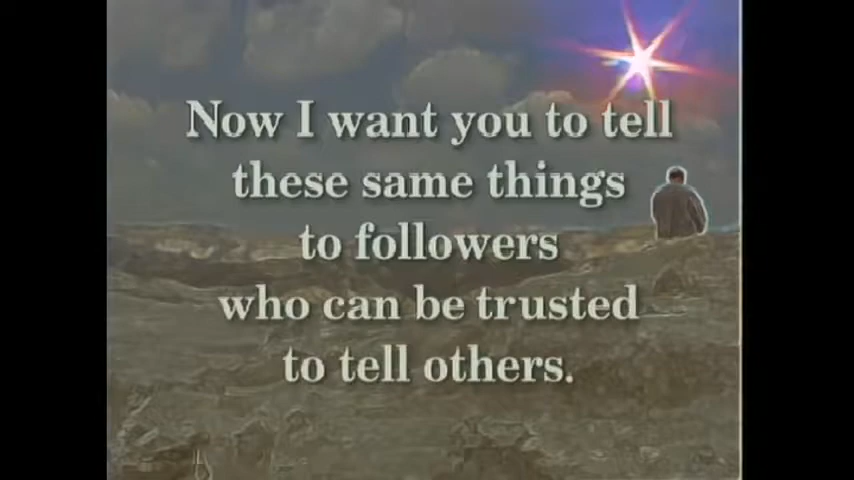 Now I want you to tell
these same things
to followers
who can be trusted
to tell others.